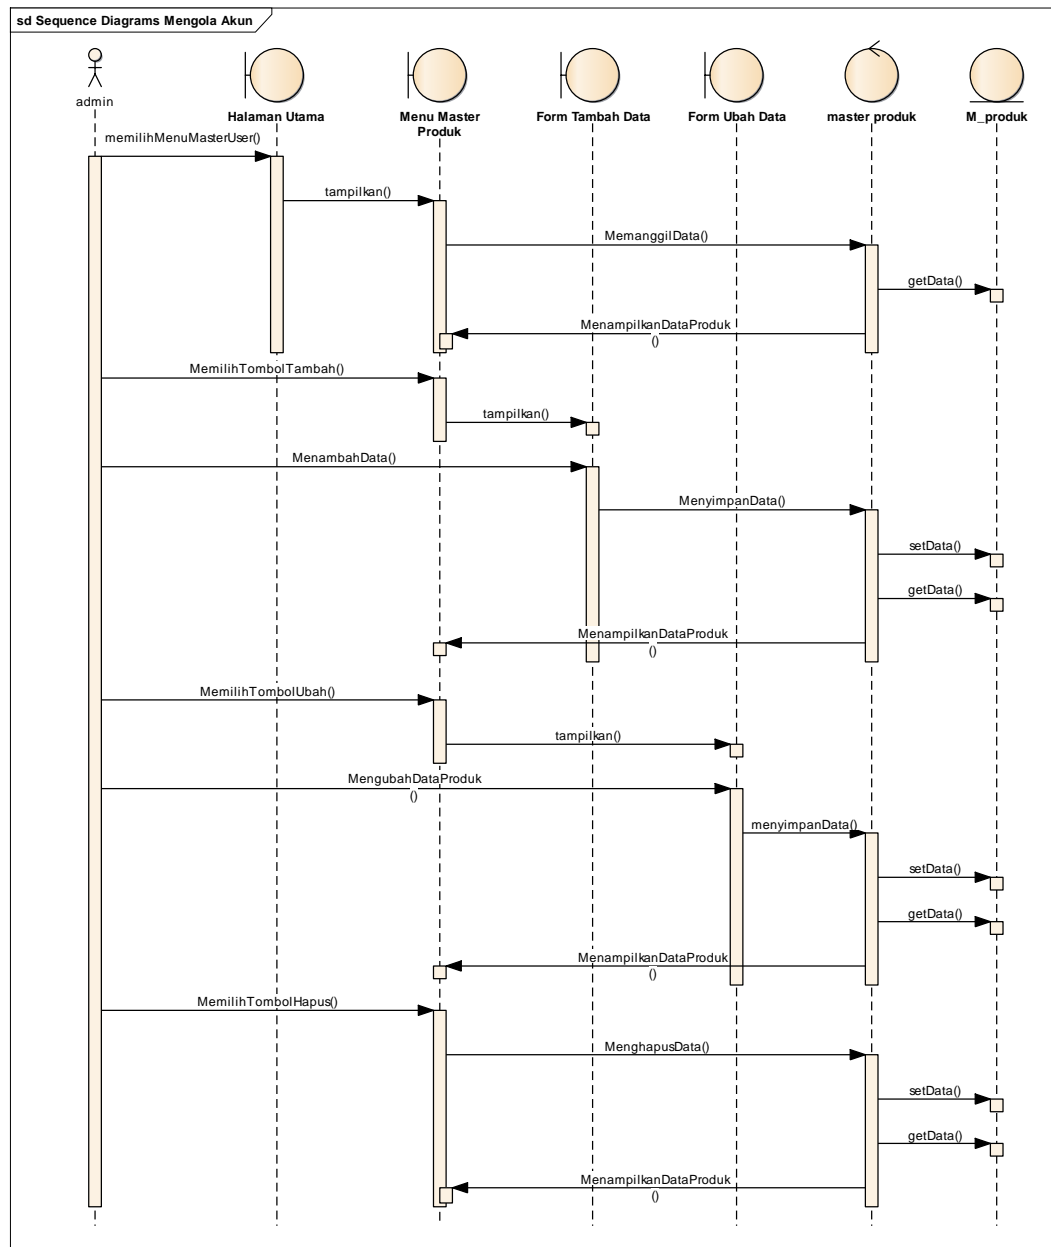 sd Sequence Diagrams Mengola Akun
admin
Halaman Utama
Menu Master
Produk
Form Tambah Data
Form Ubah Data
master produk
M_produk
memilihMenuMasterUser()
tampilkan()
MemanggilData()
getData()
MenampilkanDataProduk
()
MemilihTombolTambah()
tampilkan()
MenambahData()
MenyimpanData()
setData()
getData()
MenampilkanDataProduk
()
MemilihTombolUbah()
tampilkan()
MengubahDataProduk
()
menyimpanData()
setData()
getData()
MenampilkanDataProduk
()
MemilihTombolHapus()
MenghapusData()
setData()
getData()
MenampilkanDataProduk
()